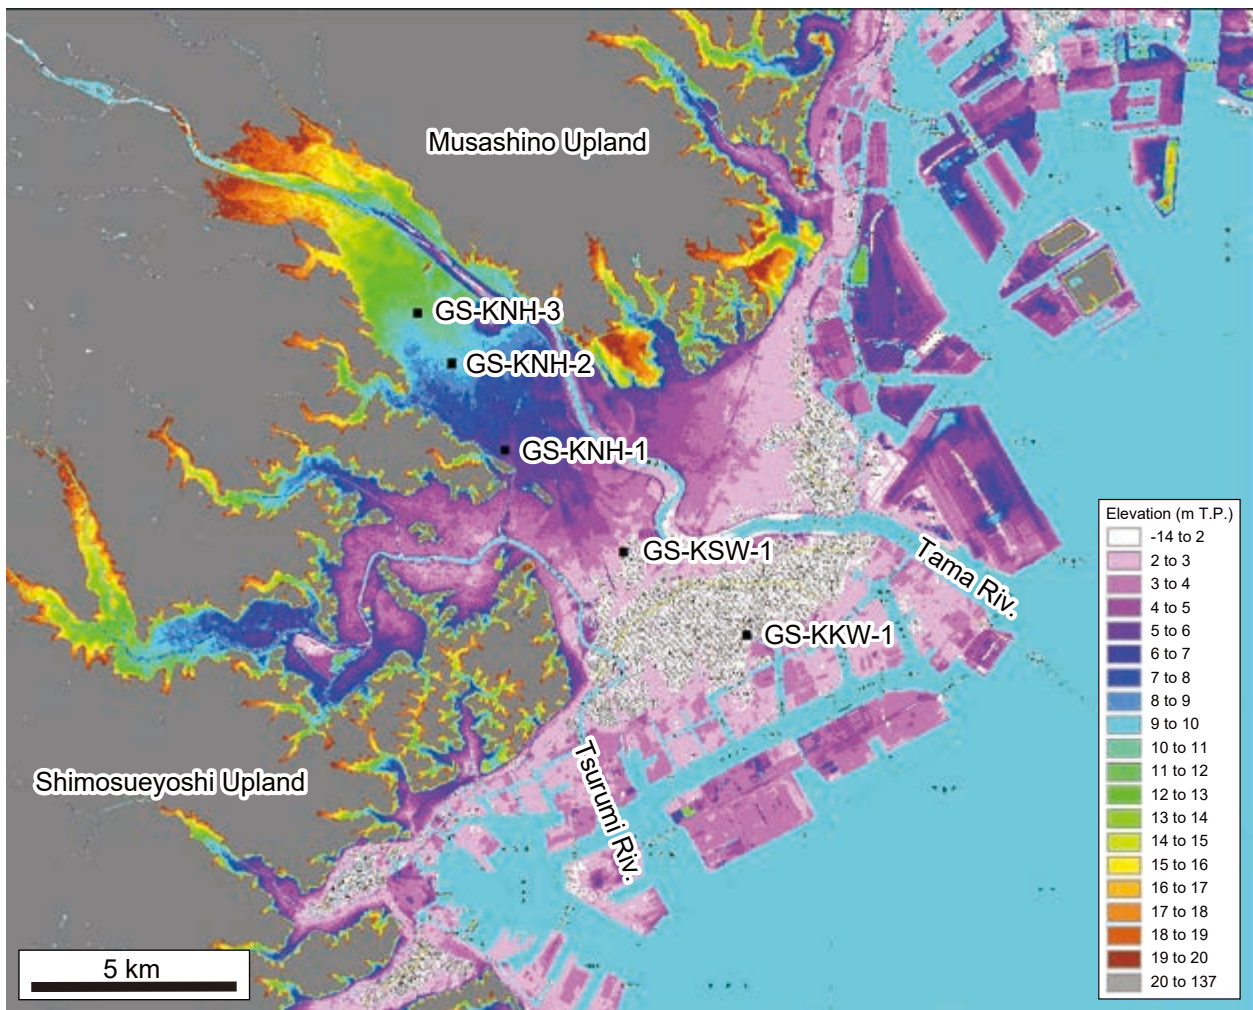 Musashino Upland
GS-KNH-3
GS-KNH-2
GS-KNH-1
GS-KSW-1
Tama Riv.
GS-KKW-1
Tsurumi Riv.
Shimosueyoshi Upland
5 km
Elevation (m T.P.)
-14 to 2
2 to 3
3 to 4
4 to 5
5 to 6
6 to 7
7 to 8
8 to 9
9 to 10
10 to 11
11 to 12
12 to 13
13 to 14
14 to 15
15 to 16
16 to 17
17 to 18
18 to 19
19 to 20
20 to 137